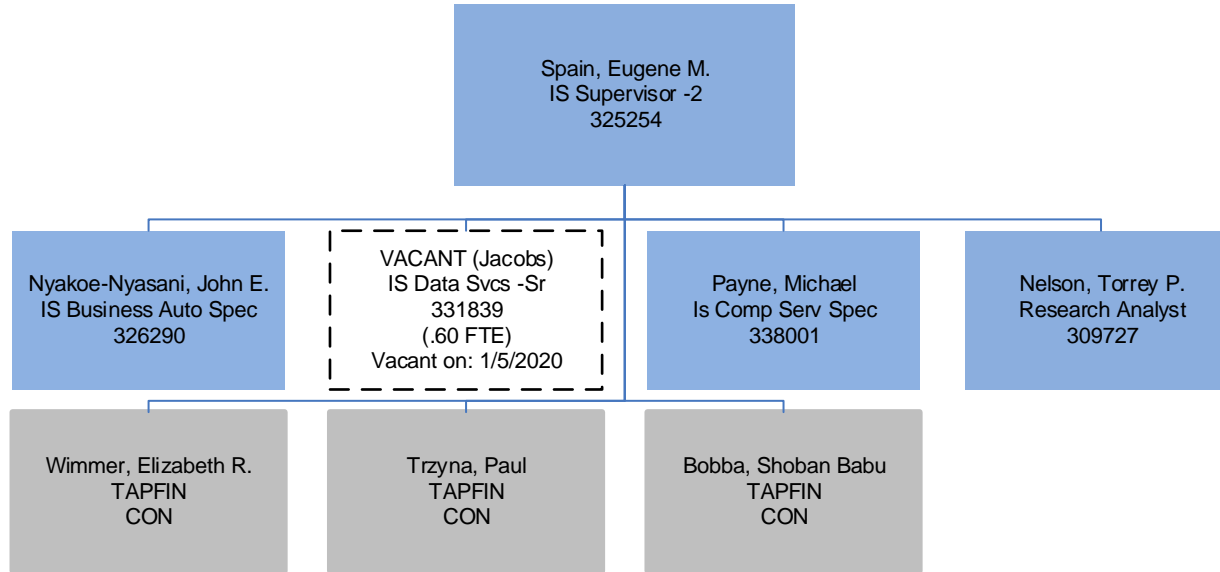 Spain, Eugene M.
IS Supervisor -2
325254
Nyakoe-Nyasani, John E.
IS Business Auto Spec
326290
VACANT (Jacobs)
IS Data Svcs -Sr
331839
(.60 FTE)
Vacant on: 1/5/2020
Payne, Michael
Is Comp Serv Spec
338001
Nelson, Torrey P.
Research Analyst
309727
Wimmer, Elizabeth R.
TAPFIN
CON
Trzyna, Paul
TAPFIN
CON
Bobba, Shoban Babu
TAPFIN
CON